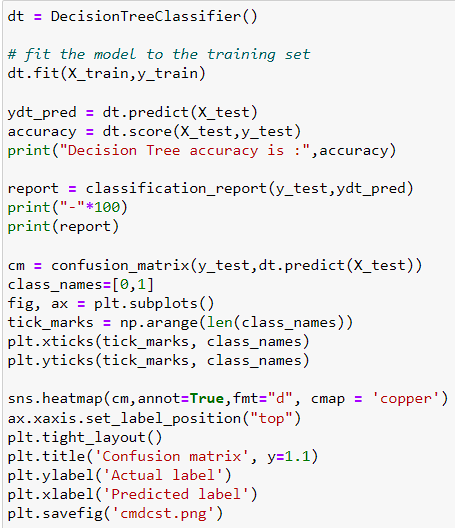 dt = DecisionTreeClassifier()
# fit the model to the training set
dt.fit(X_train,y_train)
ydt_pred = dt.predict(X_test)
accuracy = dt.score(X_test,y_test)
print("Decision Tree accuracy is :",accuracy)
report = classification_report(y_test,ydt_pred)
print("-"*100)
print(report)
cm = confusion_matrix(y_test,dt.predict(X_test))
class_names=[0,1]
fig, ax = plt.subplots()
tick_marks = np.arange(len(class_names))
plt.xticks(tick_marks, class_names)
plt.yticks(tick_marks, class_names)
sns.heatmap(cm,annot=True,fmt="d", cmap = 'copper')
ax.xaxis.set_label_position("top")
plt.tight_layout()
plt.title('Confusion matrix', y=1.1)
plt.ylabel('Actual label')
plt.xlabel('Predicted label')
plt.savefig('cmdcst.png')